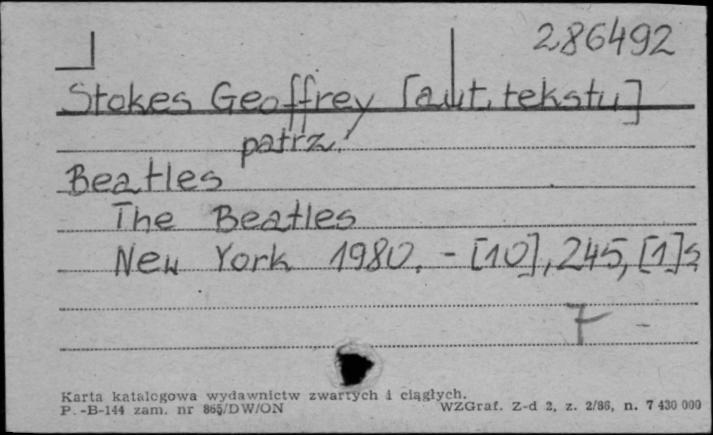 286492
Stokes Geoffrey [aut. tekstu]
patrz!
Beatles
The Beatles
New York 1980. - [10], 245, [1] s
F -
Karta katalogowa wydawnictw zwartych i ciągłych.
P. -B-144 zam. nr 865/DW/ON WZGraf. Z-d 2, z. 2/86, n. 7 430 000